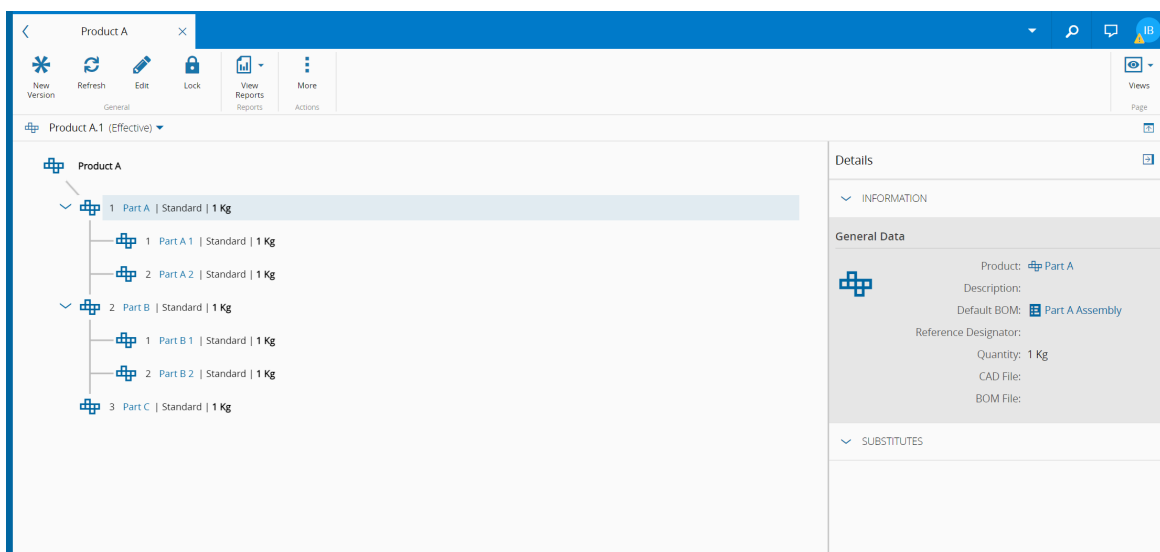 Product A
IB
New Version
Refresh
Edit
Lock
View Reports
More
Views
General
Reports
Actions
Page
Product A.1 (Effective)
Product A
1 Part A | Standard | 1 Kg
1 Part A 1 | Standard | 1 Kg
2 Part A 2 | Standard | 1 Kg
2 Part B | Standard | 1 Kg
1 Part B 1 | Standard | 1 Kg
2 Part B 2 | Standard | 1 Kg
3 Part C | Standard | 1 Kg
Details
INFORMATION
General Data
Product: Part A
Description:
Default BOM: Part A Assembly
Reference Designator:
Quantity: 1 Kg
CAD File:
BOM File:
SUBSTITUTES